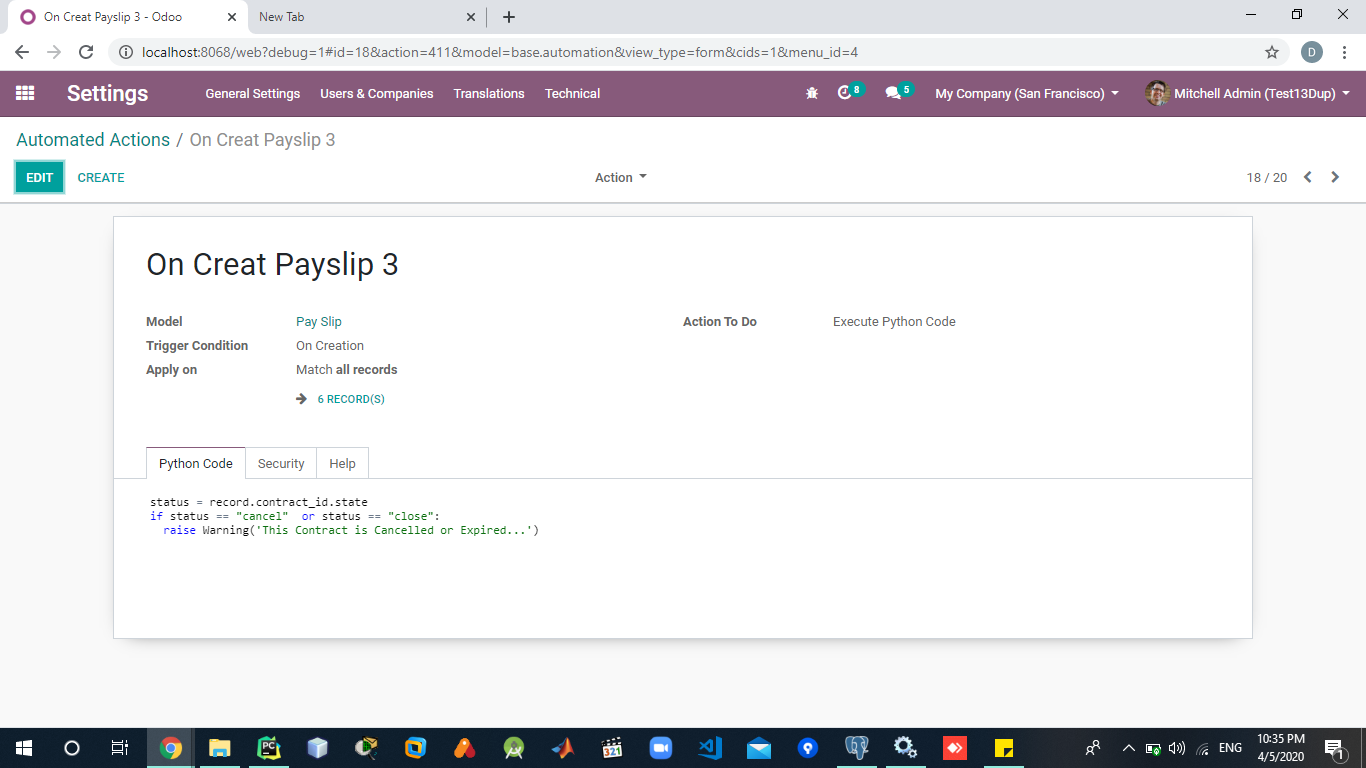 On Creat Payslip 3 - Odoo
New Tab
localhost:8068/web?debug=1#id=18&action=411&model=base.automation&view_type=form&cids=1&menu_id=4
D
Settings
General Settings
Users & Companies
Translations
Technical
8
5
My Company (San Francisco)
Mitchell Admin (Test13Dup)
Automated Actions / On Creat Payslip 3
EDIT
CREATE
Action
18 / 20
On Creat Payslip 3
Model
Pay Slip
Action To Do
Execute Python Code
Trigger Condition
On Creation
Apply on
Match all records
6 RECORD(S)
Python Code
Security
Help
status = record.contract_id.state
if status == "cancel"  or status == "close":
  raise Warning('This Contract is Cancelled or Expired...')
PC
321
ENG
10:35 PM
4/5/2020
1